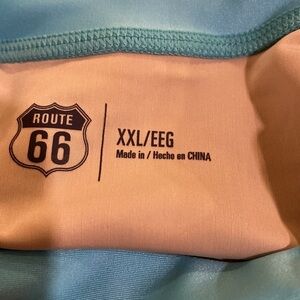 ROUTE
66
XXL/EEG
Made in / Hecho en CHINA